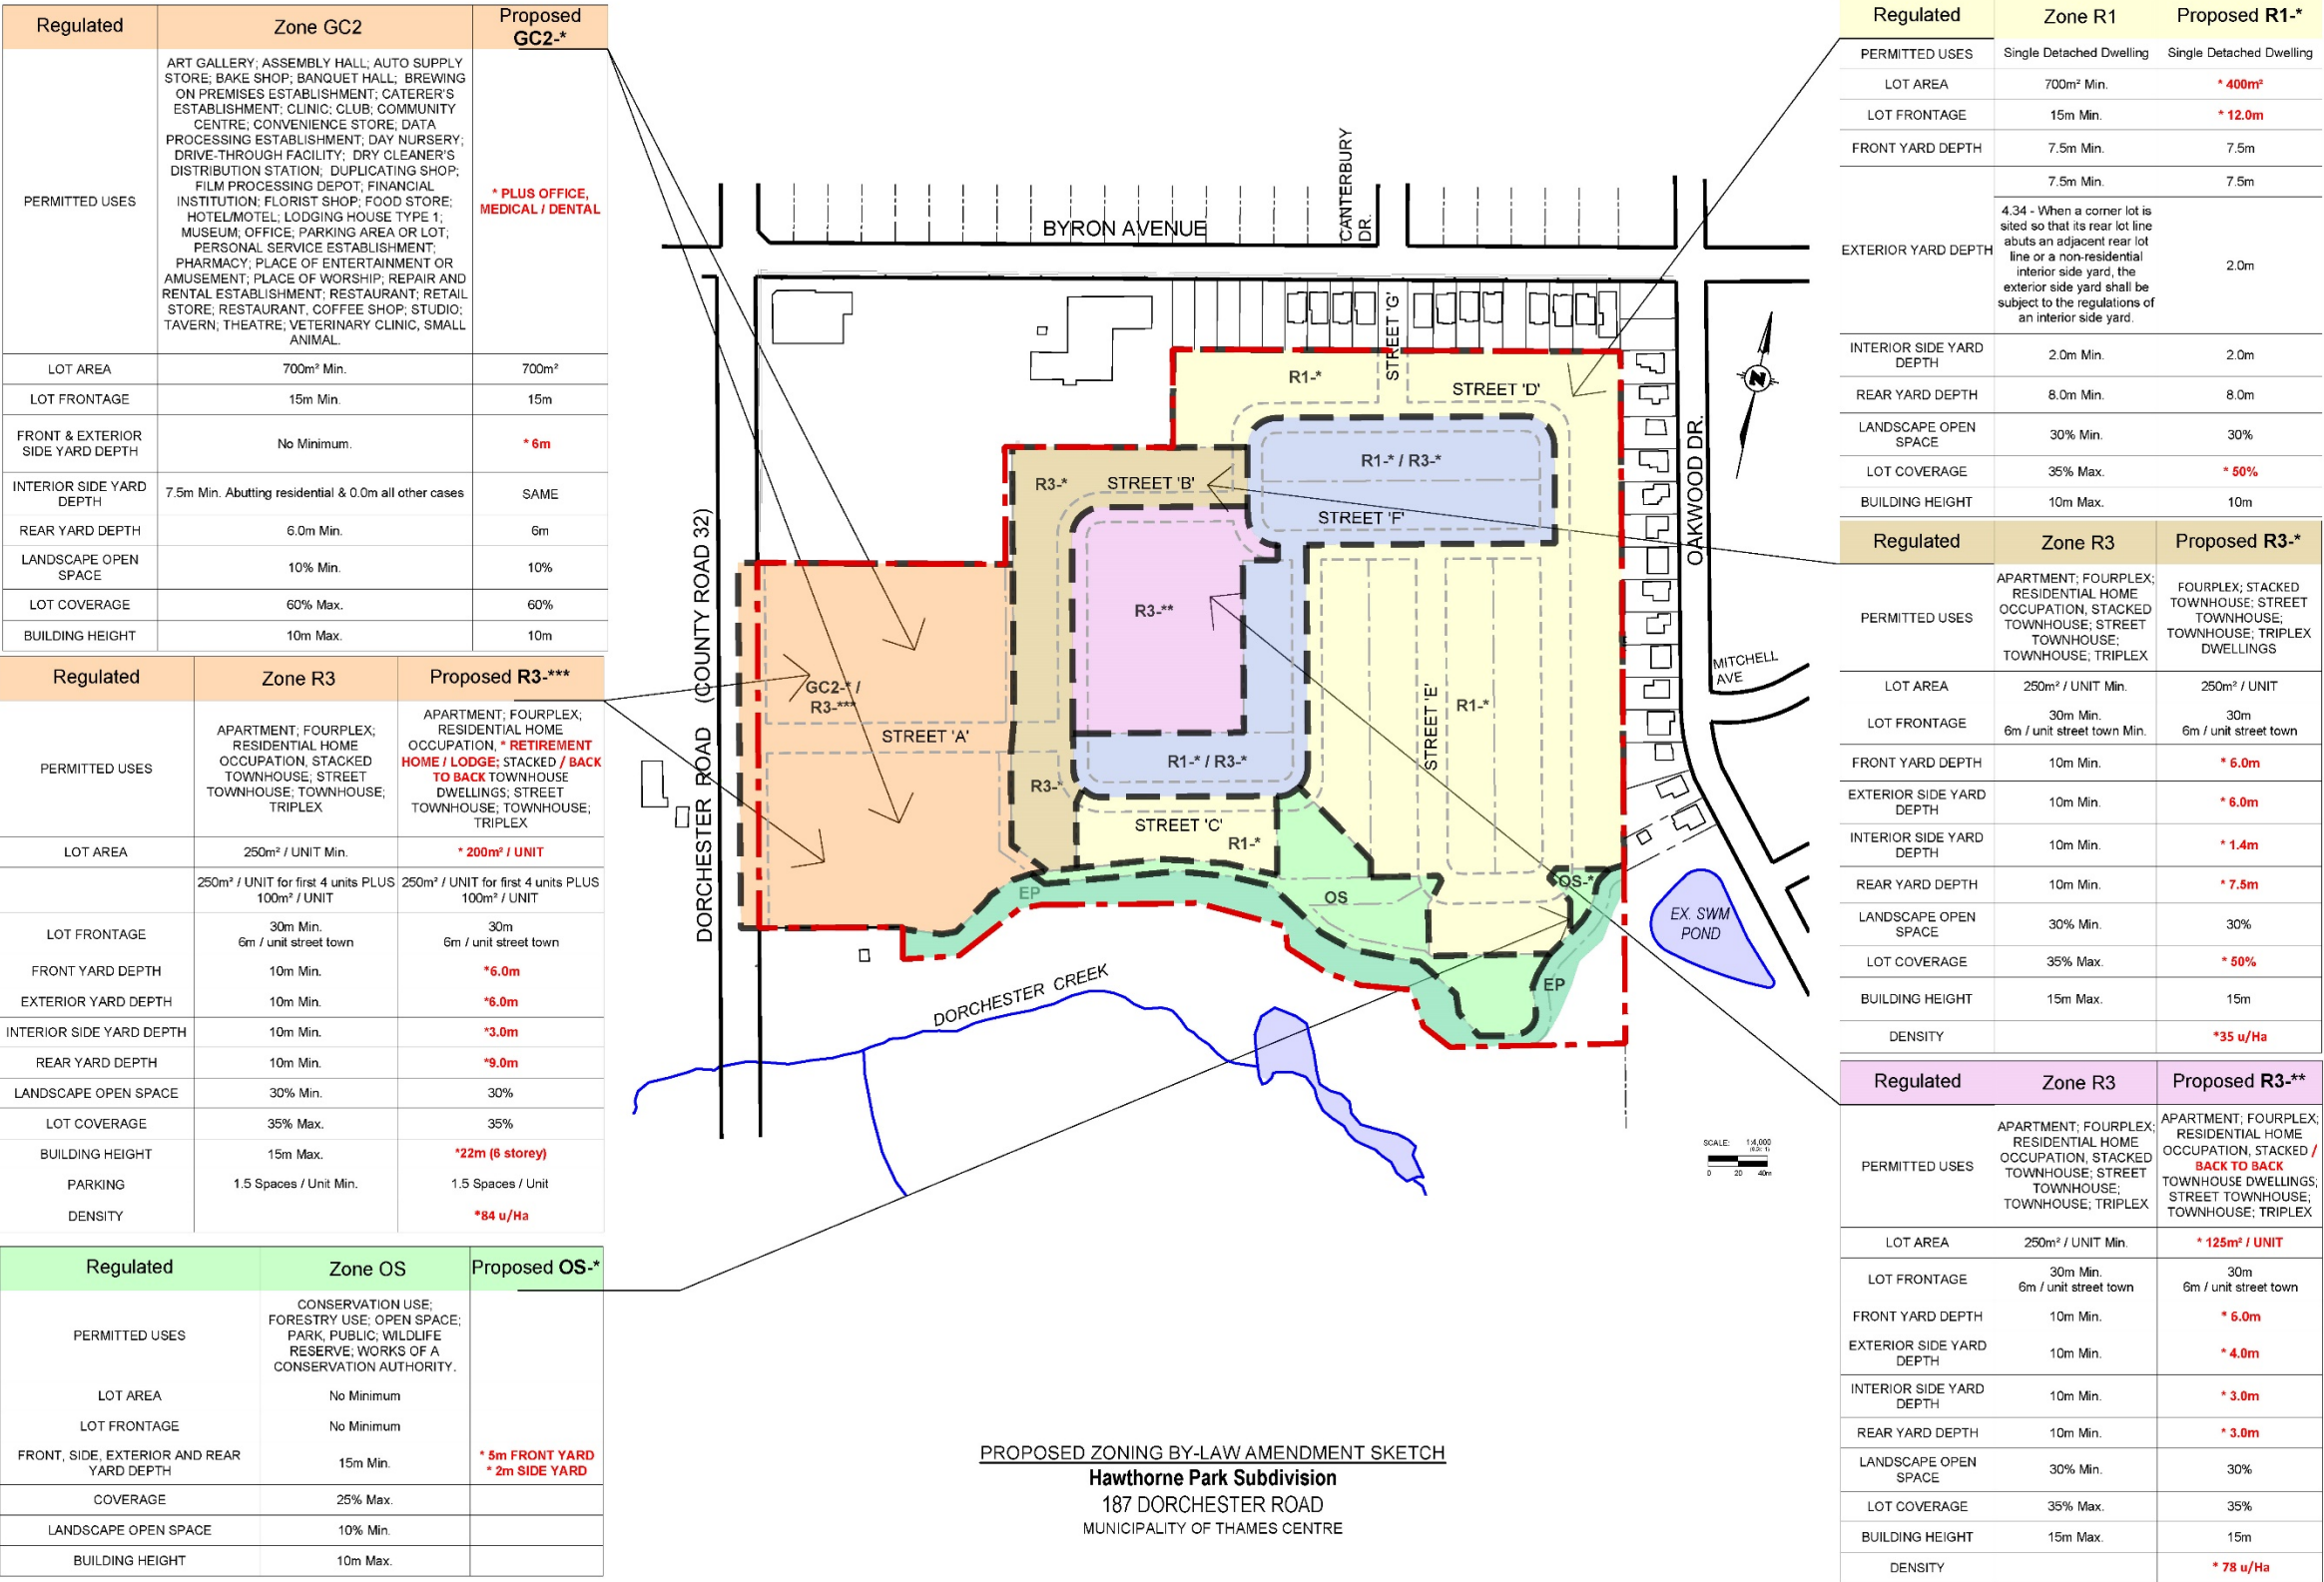 Regulated Zone GC2 Proposed
GC2-*
PERMITTED USES
ART GALLERY; ASSEMBLY HALL; AUTO SUPPLY
STORE; BAKE SHOP; BANQUET HALL; BREWING
ON PREMISES ESTABLISHMENT; CATERER'S
ESTABLISHMENT; CLINIC; CLUB; COMMUNITY
CENTRE; CONVENIENCE STORE; DATA
PROCESSING ESTABLISHMENT; DAY NURSERY;
DRIVE-THROUGH FACILITY; DRY CLEANER'S
DISTRIBUTION STATION; DUPLICATING SHOP;
FILM PROCESSING DEPOT; FINANCIAL
INSTITUTION; FLORIST SHOP; FOOD STORE;
HOTEL/MOTEL; LODGING HOUSE TYPE 1;
MUSEUM; OFFICE; PARKING AREA OR LOT;
PERSONAL SERVICE ESTABLISHMENT;
PHARMACY; PLACE OF ENTERTAINMENT OR
AMUSEMENT; PLACE OF WORSHIP; REPAIR AND
RENTAL ESTABLISHMENT; RESTAURANT; RETAIL
STORE; RESTAURANT, COFFEE SHOP; STUDIO;
TAVERN; THEATRE; VETERINARY CLINIC, SMALL
ANIMAL.
* PLUS OFFICE,
MEDICAL / DENTAL
LOT AREA 700m² Min. 700m²
LOT FRONTAGE 15m Min. 15m
FRONT & EXTERIOR
SIDE YARD DEPTH
No Minimum. * 6m
INTERIOR SIDE YARD
DEPTH
7.5m Min. Abutting residential & 0.0m all other cases SAME
REAR YARD DEPTH 6.0m Min. 6m
LANDSCAPE OPEN
SPACE
10% Min. 10%
LOT COVERAGE 60% Max. 60%
BUILDING HEIGHT 10m Max. 10m
Regulated Zone R3 Proposed R3-***
PERMITTED USES
APARTMENT; FOURPLEX;
RESIDENTIAL HOME
OCCUPATION, STACKED
TOWNHOUSE; STREET
TOWNHOUSE; TOWNHOUSE;
TRIPLEX
APARTMENT; FOURPLEX;
RESIDENTIAL HOME
OCCUPATION, * RETIREMENT
HOME / LODGE; STACKED / BACK
TO BACK TOWNHOUSE
DWELLINGS; STREET
TOWNHOUSE; TOWNHOUSE;
TRIPLEX
LOT AREA 250m² / UNIT Min. * 200m² / UNIT
250m² / UNIT for first 4 units PLUS
100m² / UNIT
250m² / UNIT for first 4 units PLUS
100m² / UNIT
LOT FRONTAGE
30m Min.
6m / unit street town
30m
6m / unit street town
FRONT YARD DEPTH 10m Min. *6.0m
EXTERIOR YARD DEPTH 10m Min. *6.0m
INTERIOR SIDE YARD DEPTH 10m Min. *3.0m
REAR YARD DEPTH 10m Min. *9.0m
LANDSCAPE OPEN SPACE 30% Min. 30%
LOT COVERAGE 35% Max. 35%
BUILDING HEIGHT 15m Max. *22m (6 storey)
PARKING 1.5 Spaces / Unit Min. 1.5 Spaces / Unit
DENSITY *84 u/Ha
Regulated Zone OS Proposed OS-*
PERMITTED USES
CONSERVATION USE;
FORESTRY USE; OPEN SPACE;
PARK, PUBLIC; WILDLIFE
RESERVE; WORKS OF A
CONSERVATION AUTHORITY.
LOT AREA No Minimum
LOT FRONTAGE No Minimum
FRONT, SIDE, EXTERIOR AND REAR
YARD DEPTH
15m Min.
* 5m FRONT YARD
* 2m SIDE YARD
COVERAGE 25% Max.
LANDSCAPE OPEN SPACE 10% Min.
BUILDING HEIGHT 10m Max.
BYRON AVENUE
CANTERBURY
DR.
STREET 'G'
R1-*
STREET 'D'
OAKWOOD DR.
N
R1-* / R3-*
R3-*
STREET 'B'
STREET 'F'
DORCHESTER ROAD (COUNTY ROAD 32)
R3-**
MITCHELL
AVE
GC2-* /
R3-***
STREET 'E'
R1-*
STREET 'A'
R1-* / R3-*
R3-*
STREET 'C'
R1-*
EP
OS
OS-*
EX. SWM
POND
EP
DORCHESTER CREEK
SCALE: 1:4,000
0 20 40m
PROPOSED ZONING BY-LAW AMENDMENT SKETCH
Hawthorne Park Subdivision
187 DORCHESTER ROAD
MUNICIPALITY OF THAMES CENTRE
Regulated Zone R1 Proposed R1-*
PERMITTED USES Single Detached Dwelling Single Detached Dwelling
LOT AREA 700m² Min. * 400m²
LOT FRONTAGE 15m Min. * 12.0m
FRONT YARD DEPTH 7.5m Min. 7.5m
EXTERIOR YARD DEPTH
7.5m Min. 7.5m
4.34 - When a corner lot is
sited so that its rear lot line
abuts an adjacent rear lot
line or a non-residential
interior side yard, the
exterior side yard shall be
subject to the regulations of
an interior side yard.
2.0m
INTERIOR SIDE YARD
DEPTH
2.0m Min. 2.0m
REAR YARD DEPTH 8.0m Min. 8.0m
LANDSCAPE OPEN
SPACE
30% Min. 30%
LOT COVERAGE 35% Max. * 50%
BUILDING HEIGHT 10m Max. 10m
Regulated Zone R3 Proposed R3-*
PERMITTED USES
APARTMENT; FOURPLEX;
RESIDENTIAL HOME
OCCUPATION, STACKED
TOWNHOUSE; STREET
TOWNHOUSE;
TOWNHOUSE; TRIPLEX
FOURPLEX; STACKED
TOWNHOUSE; STREET
TOWNHOUSE;
TOWNHOUSE; TRIPLEX
DWELLINGS
LOT AREA 250m² / UNIT Min. 250m² / UNIT
LOT FRONTAGE
30m Min.
6m / unit street town Min.
30m
6m / unit street town
FRONT YARD DEPTH 10m Min. * 6.0m
EXTERIOR SIDE YARD
DEPTH
10m Min. * 6.0m
INTERIOR SIDE YARD
DEPTH
10m Min. * 1.4m
REAR YARD DEPTH 10m Min. * 7.5m
LANDSCAPE OPEN
SPACE
30% Min. 30%
LOT COVERAGE 35% Max. * 50%
BUILDING HEIGHT 15m Max. 15m
DENSITY *35 u/Ha
Regulated Zone R3 Proposed R3-**
PERMITTED USES
APARTMENT; FOURPLEX;
RESIDENTIAL HOME
OCCUPATION, STACKED
TOWNHOUSE; STREET
TOWNHOUSE;
TOWNHOUSE; TRIPLEX
APARTMENT; FOURPLEX;
RESIDENTIAL HOME
OCCUPATION, STACKED /
BACK TO BACK
TOWNHOUSE DWELLINGS;
STREET TOWNHOUSE;
TOWNHOUSE; TRIPLEX
LOT AREA 250m² / UNIT Min. * 125m² / UNIT
LOT FRONTAGE
30m Min.
6m / unit street town
30m
6m / unit street town
FRONT YARD DEPTH 10m Min. * 6.0m
EXTERIOR SIDE YARD
DEPTH
10m Min. * 4.0m
INTERIOR SIDE YARD
DEPTH
10m Min. * 3.0m
REAR YARD DEPTH 10m Min. * 3.0m
LANDSCAPE OPEN
SPACE
30% Min. 30%
LOT COVERAGE 35% Max. 35%
BUILDING HEIGHT 15m Max. 15m
DENSITY * 78 u/Ha